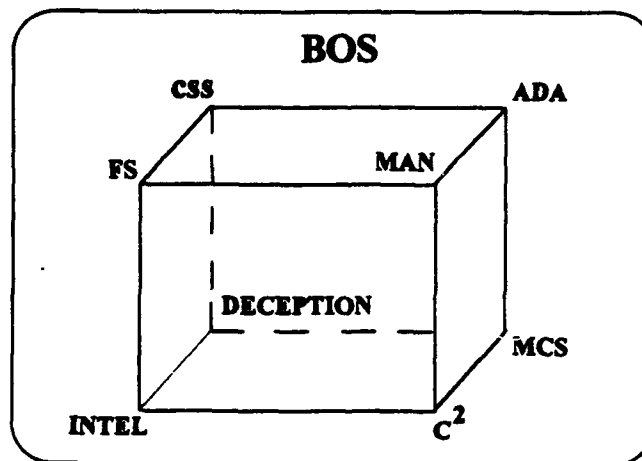 BOS
CSS
ADA
FS
MAN
DECEPTION
MCS
INTEL
C²